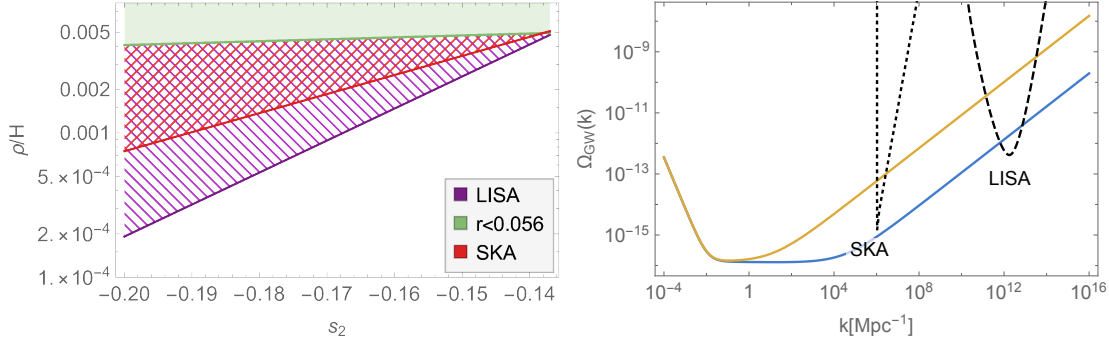 0.005
0.002
0.001
5.×10⁻⁴
2.×10⁻⁴
1.×10⁻⁴
ρ/H
-0.20 -0.19 -0.18 -0.17 -0.16 -0.15 -0.14
s₂
LISA
r<0.056
SKA
10⁻⁹
10⁻¹¹
10⁻¹³
10⁻¹⁵
Ω_GW(k)
LISA
SKA
10⁻⁴ 1 10⁴ 10⁸ 10¹² 10¹⁶
k[Mpc⁻¹]